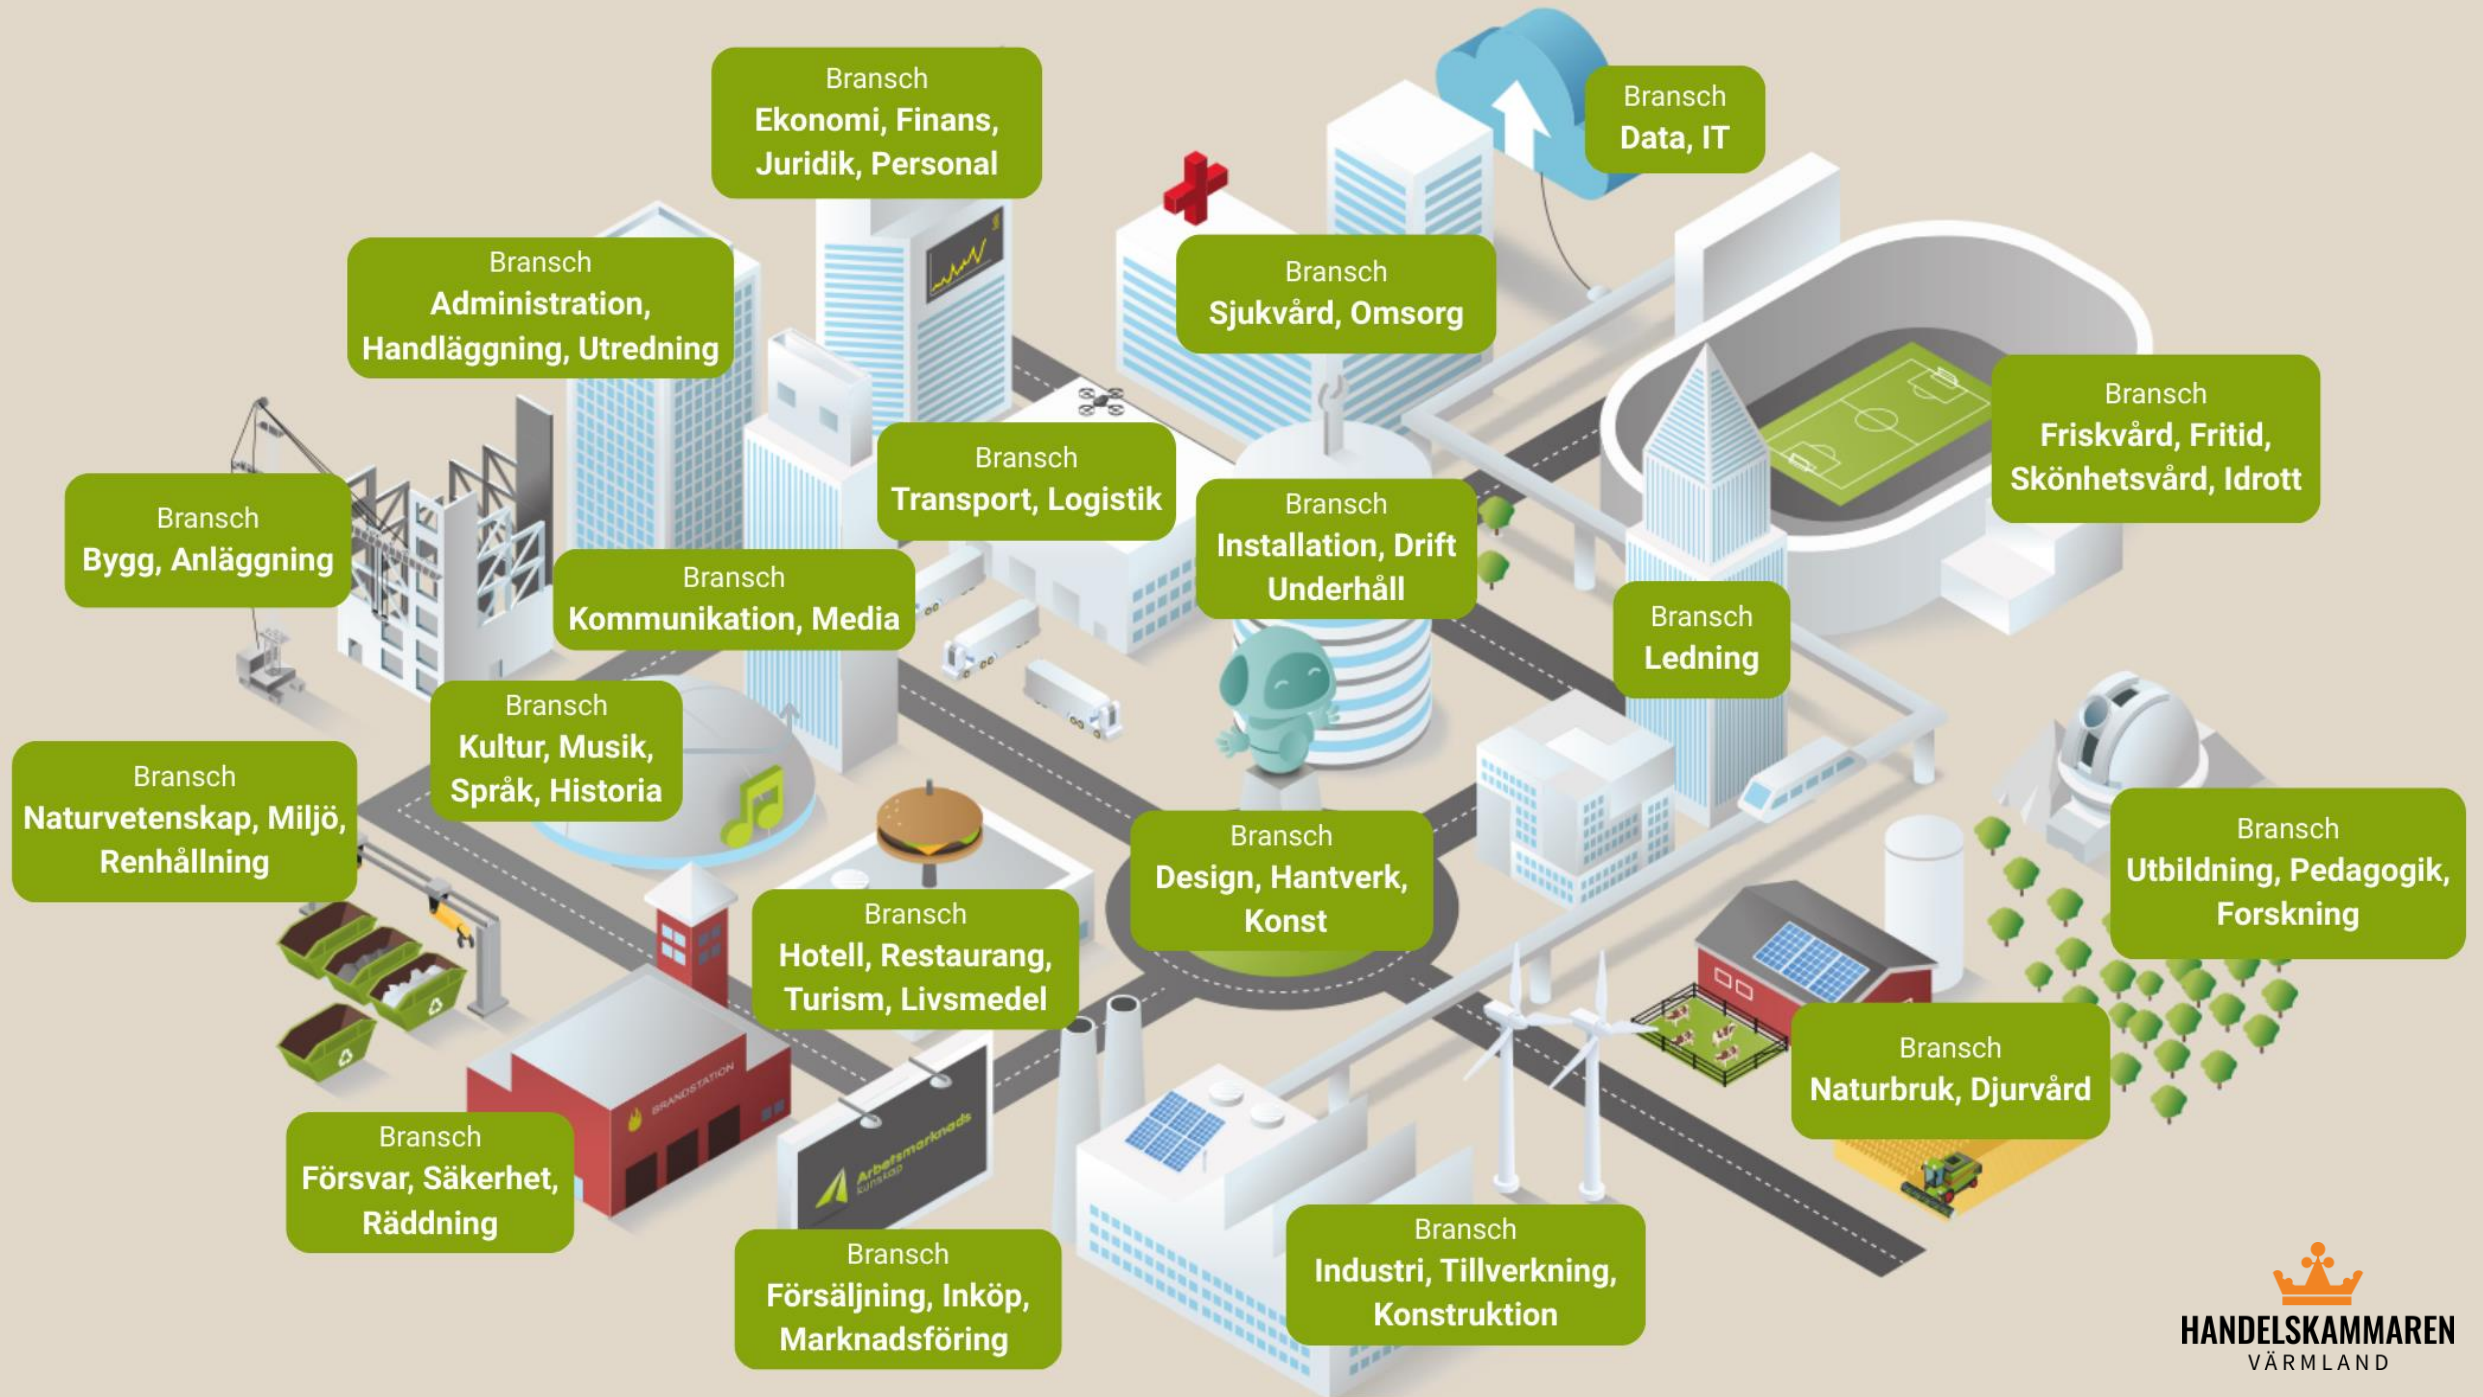 Bransch
Ekonomi, Finans,
Juridik, Personal
Bransch
Data, IT
Bransch
Administration,
Handläggning, Utredning
Bransch
Sjukvård, Omsorg
Bransch
Friskvård, Fritid,
Skönhetsvård, Idrott
Bransch
Transport, Logistik
Bransch
Bygg, Anläggning
Bransch
Installation, Drift
Underhåll
Bransch
Kommunikation, Media
Bransch
Ledning
Bransch
Kultur, Musik,
Språk, Historia
Bransch
Naturvetenskap, Miljö,
Renhållning
Bransch
Design, Hantverk,
Konst
Bransch
Utbildning, Pedagogik,
Forskning
Bransch
Hotell, Restaurang,
Turism, Livsmedel
Bransch
Naturbruk, Djurvård
BRANDSTATION
Bransch
Försvar, Säkerhet,
Räddning
Arbetsmarknads
kunskap
Bransch
Försäljning, Inköp,
Marknadsföring
Bransch
Industri, Tillverkning,
Konstruktion
HANDELSKAMMAREN
VÄRMLAND